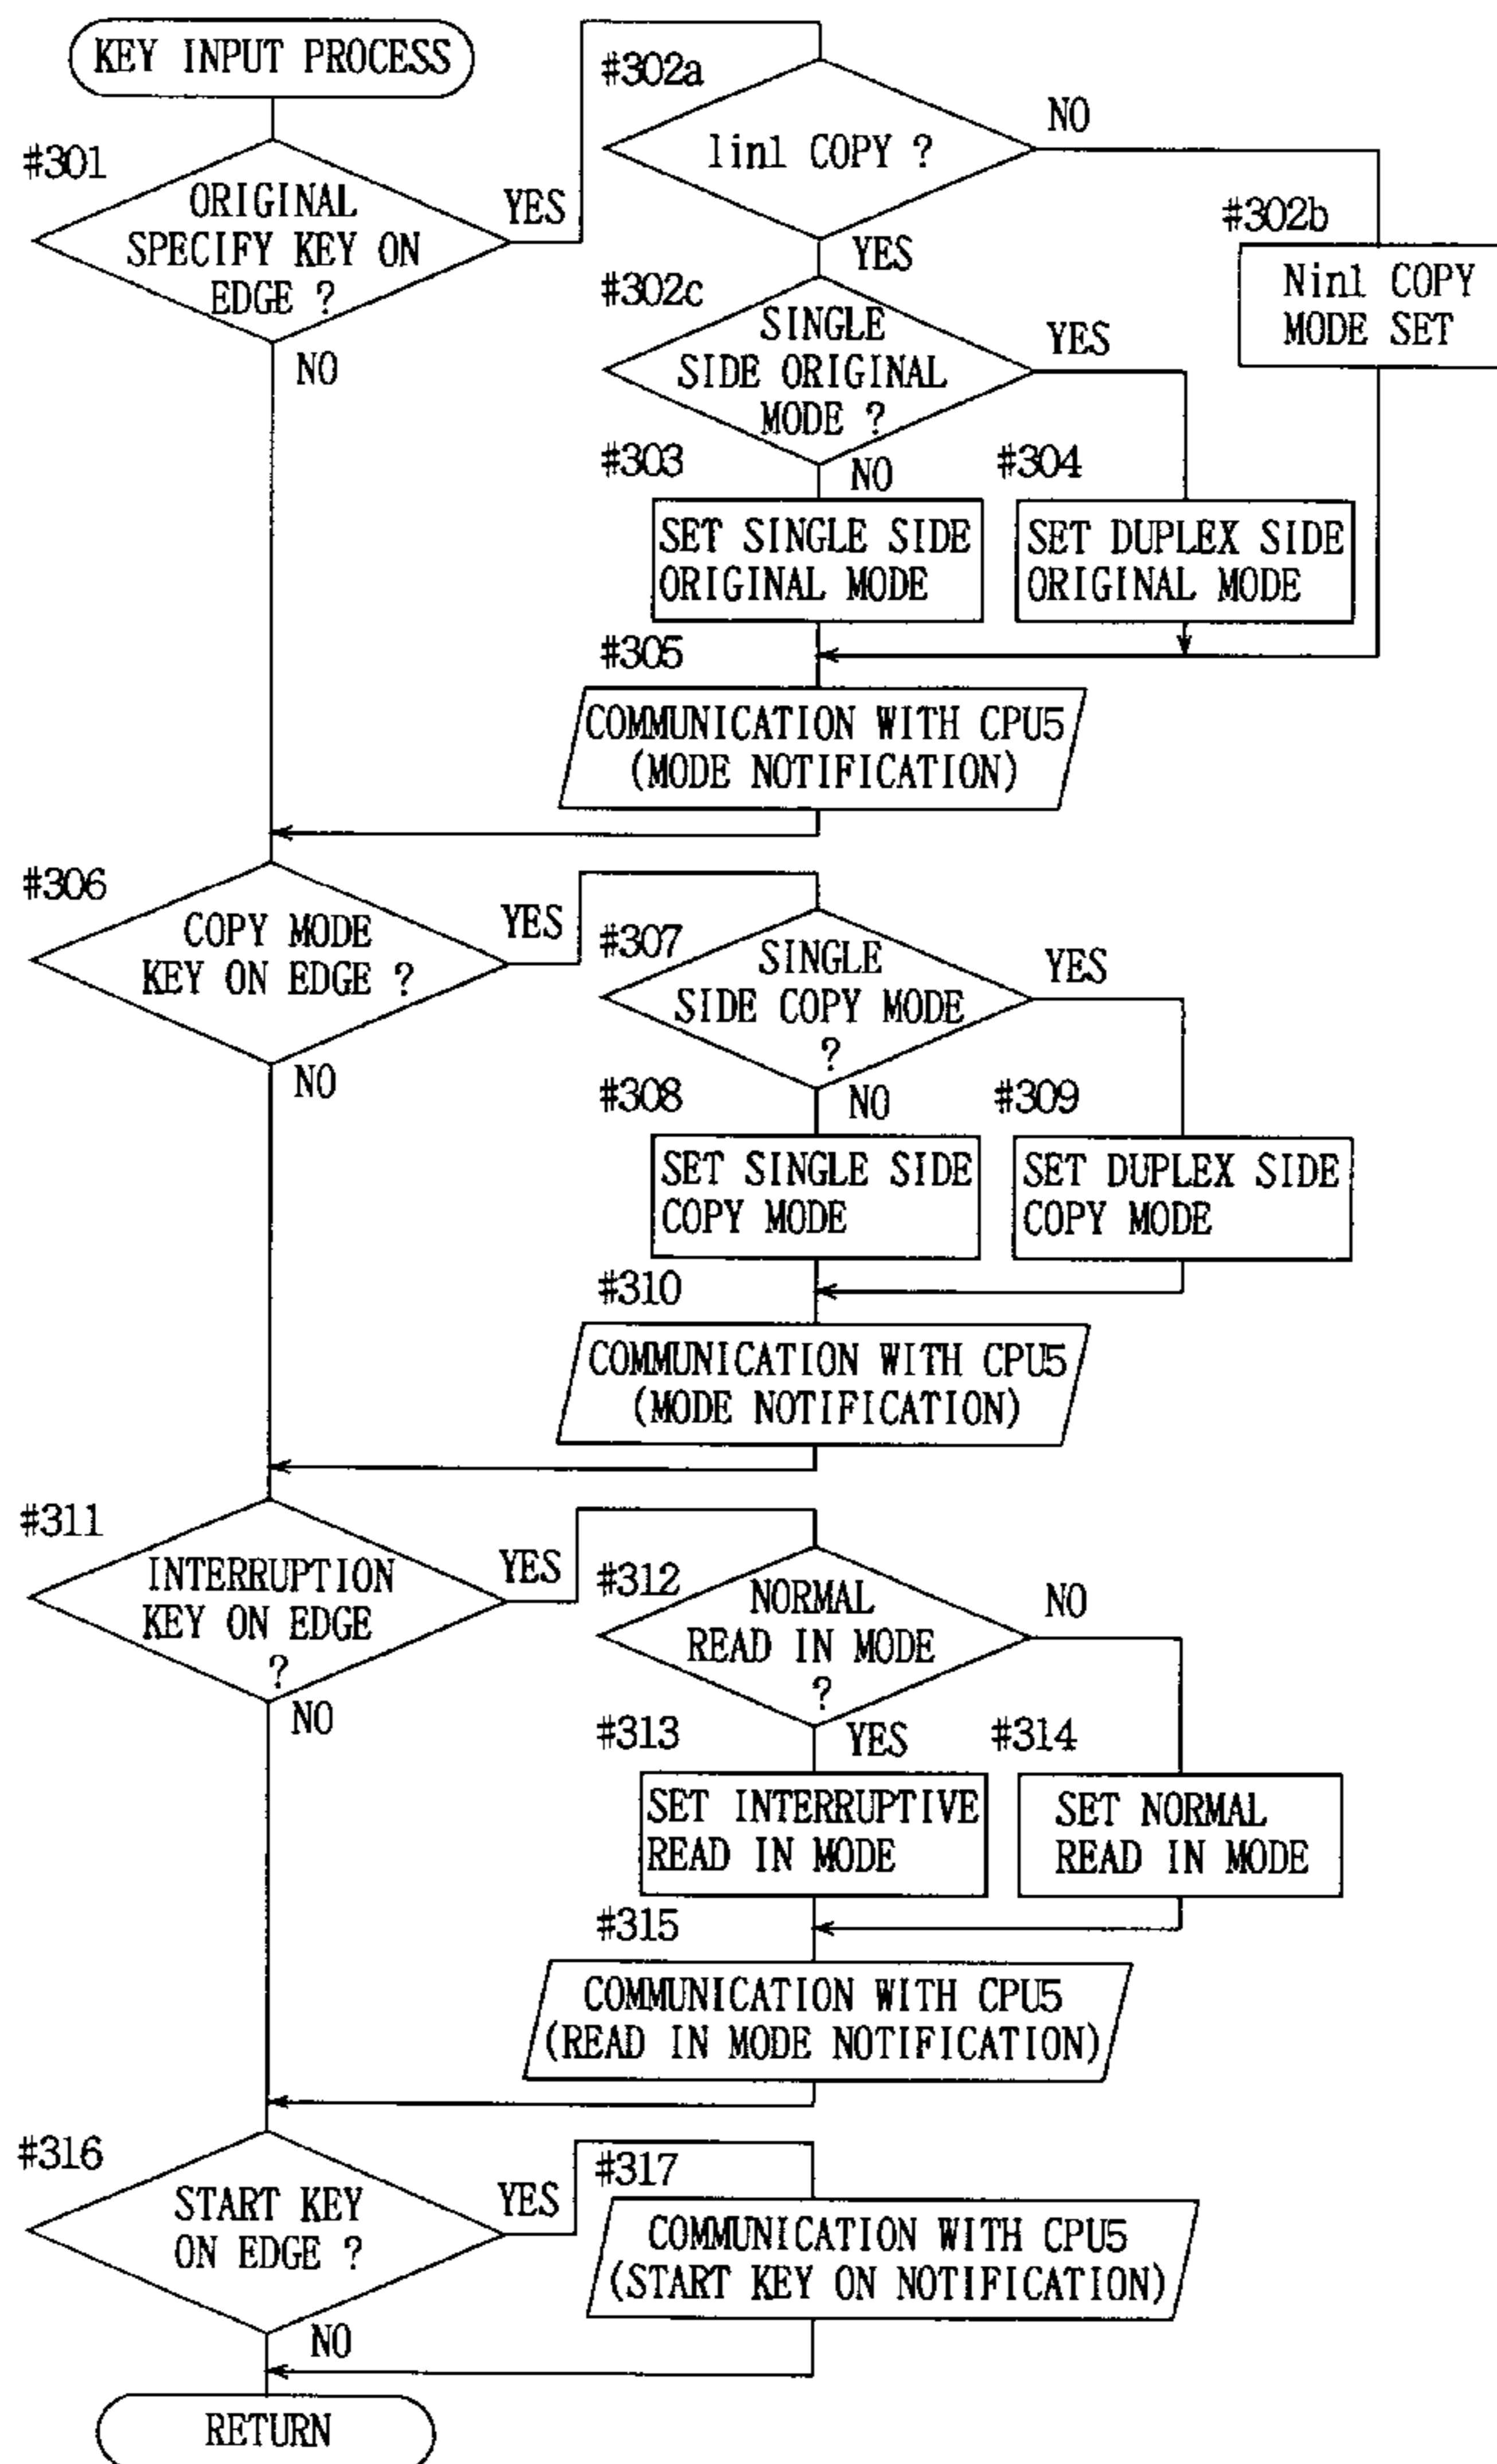 KEY INPUT PROCESS
#301
ORIGINAL
SPECIFY KEY ON
EDGE ?
YES
NO
#302a
1in1 COPY ?
NO
YES
#302b
Nin1 COPY
MODE SET
#302c
SINGLE
SIDE ORIGINAL
MODE ?
YES
NO
#303
SET SINGLE SIDE
ORIGINAL MODE
#304
SET DUPLEX SIDE
ORIGINAL MODE
#305
COMMUNICATION WITH CPU5
(MODE NOTIFICATION)
#306
COPY MODE
KEY ON EDGE ?
YES
NO
#307
SINGLE
SIDE COPY MODE
?
YES
NO
#308
SET SINGLE SIDE
COPY MODE
#309
SET DUPLEX SIDE
COPY MODE
#310
COMMUNICATION WITH CPU5
(MODE NOTIFICATION)
#311
INTERRUPTION
KEY ON EDGE
?
YES
NO
#312
NORMAL
READ IN MODE
?
NO
YES
#313
SET INTERRUPTIVE
READ IN MODE
#314
SET NORMAL
READ IN MODE
#315
COMMUNICATION WITH CPU5
(READ IN MODE NOTIFICATION)
#316
START KEY
ON EDGE ?
YES
NO
#317
COMMUNICATION WITH CPU5
(START KEY ON NOTIFICATION)
RETURN